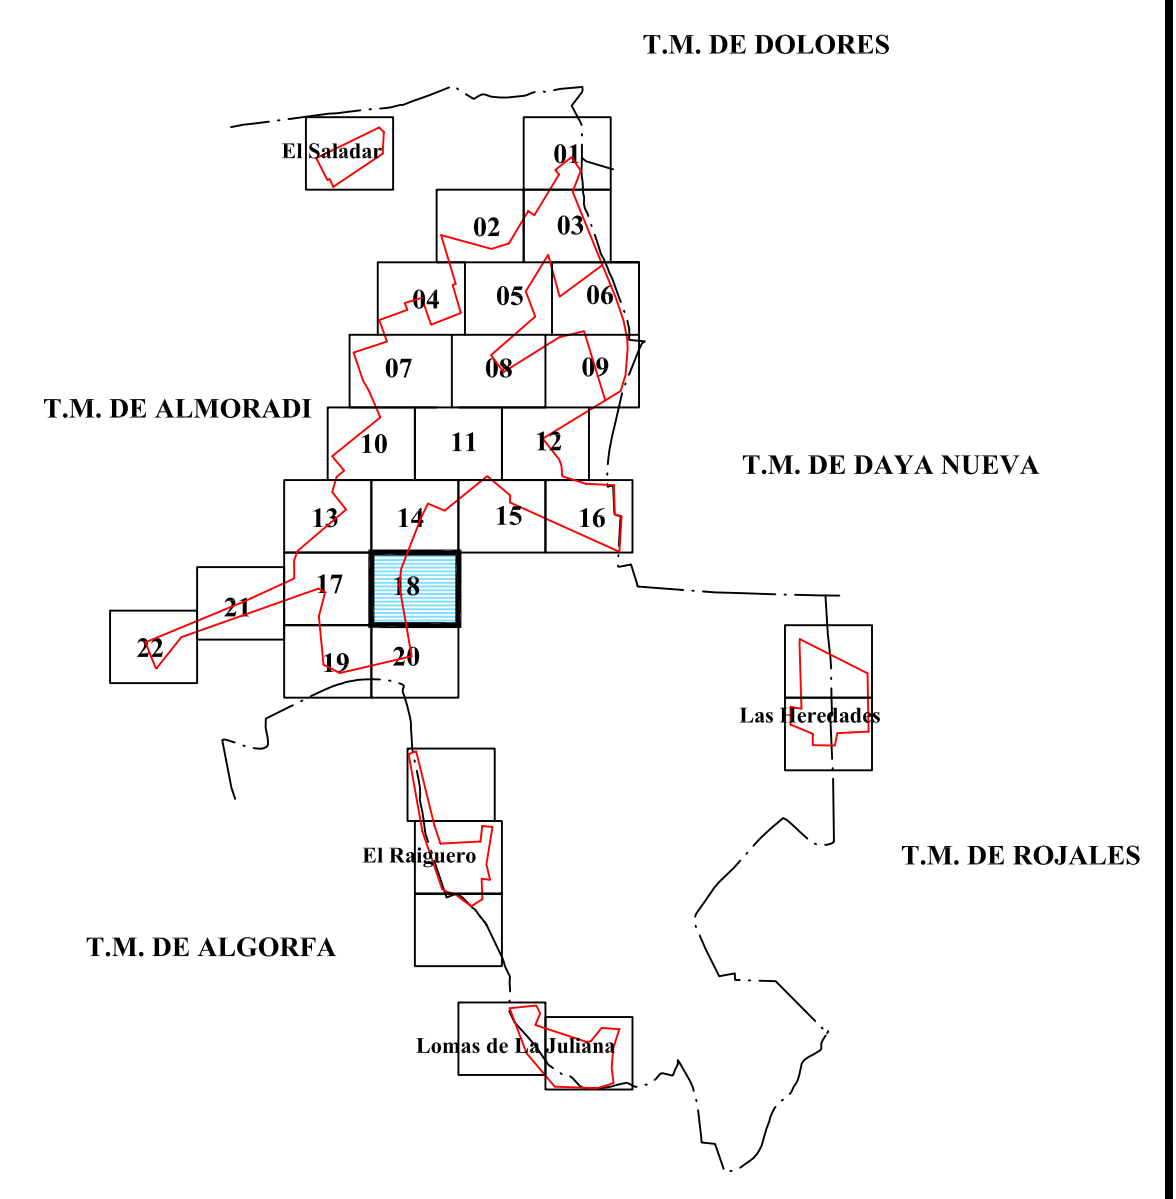 T.M. DE DOLORES
El Saladar
01
02
03
04
05
06
07
08
09
T.M. DE ALMORADI
10
11
12
T.M. DE DAYA NUEVA
13
14
15
16
17
18
21
22
19
20
Las Heredades
El Raiguero
T.M. DE ROJALES
T.M. DE ALGORFA
Lomas de La Juliana